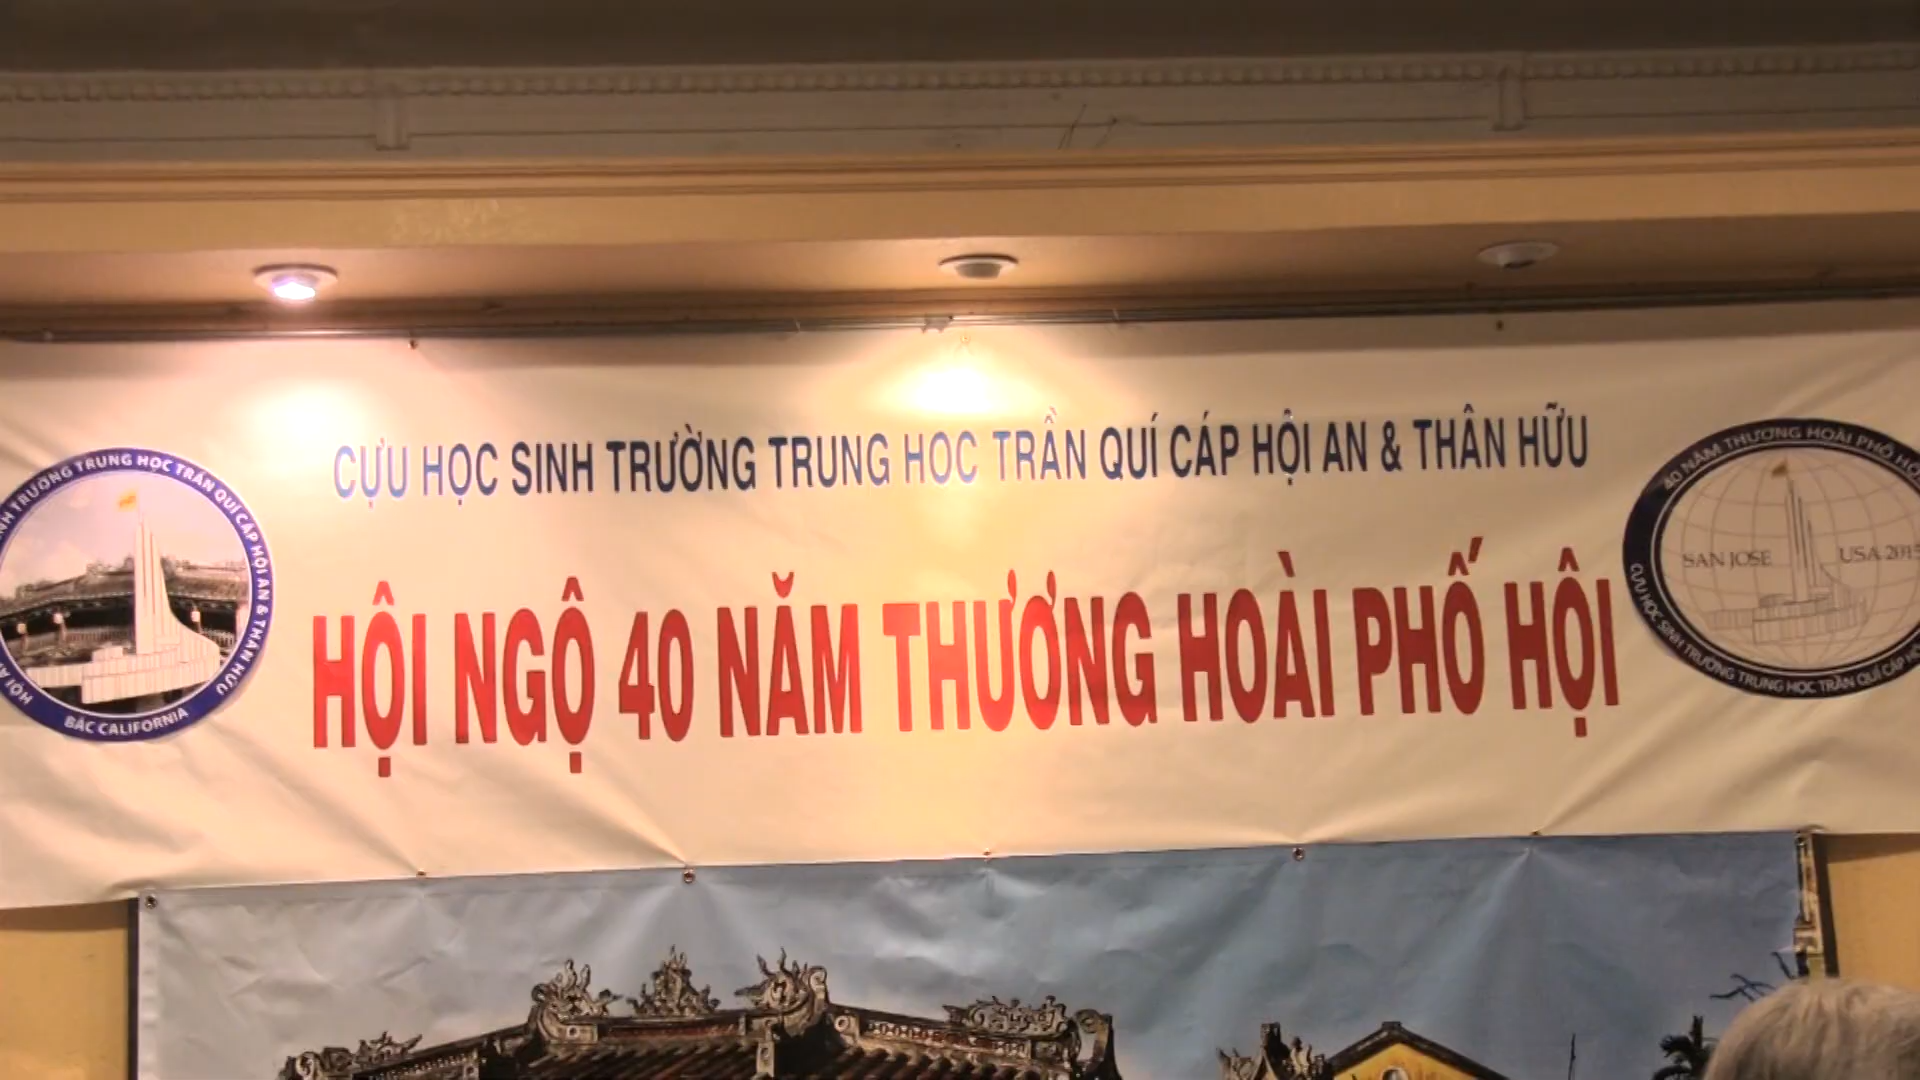 CỰU HỌC SINH TRƯỜNG TRUNG HOC TRẦN QUÍ CÁP HỘI AN & THÂN HỮU
HỘI NGỘ 40 NĂM THƯƠNG HOÀI PHỐ HỘI
TRƯỜNG TRUNG HỌC TRẦN QUÍ CÁP HỘI AN & THÂN HỮU
HỘI
BẮC CALIFORNIA
40 NĂM THƯƠNG HOÀI PHỐ
SAN JOSE USA 2015
CỰU HỌC SINH TRƯỜNG TRUNG HỌC TRẦN QUÍ CÁP